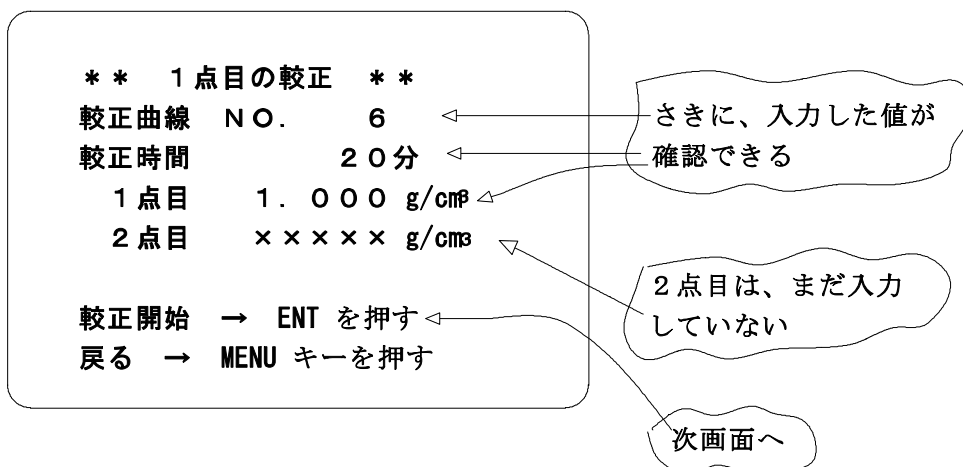 ＊＊　１点目の較正　＊＊
較正曲線　ＮＯ．　６
較正時間　２０分
１点目　１．０００ g/cm³
２点目　××××× g/cm3
較正開始　→　ENT を押す
戻る　→　MENU キーを押す
さきに、入力した値が
確認できる
２点目は、まだ入力
していない
次画面へ